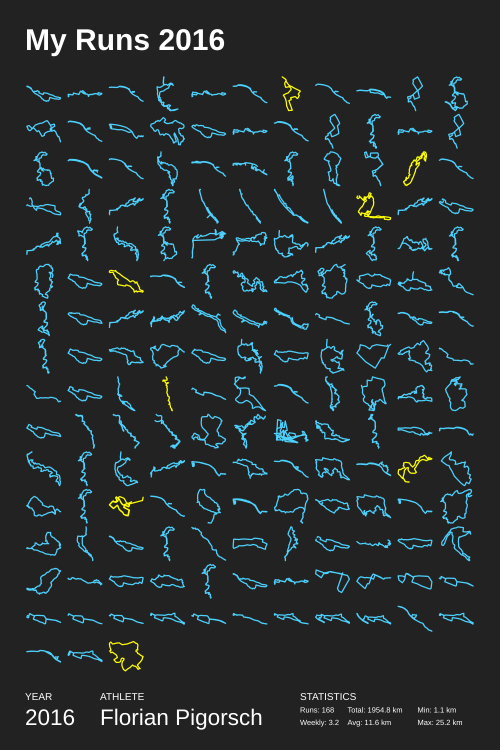 My Runs 2016
YEAR ATHLETE STATISTICS
2016 Florian Pigorsch
Runs: 168 Total: 1954.8 km Min: 1.1 km
Weekly: 3.2 Avg: 11.6 km Max: 25.2 km